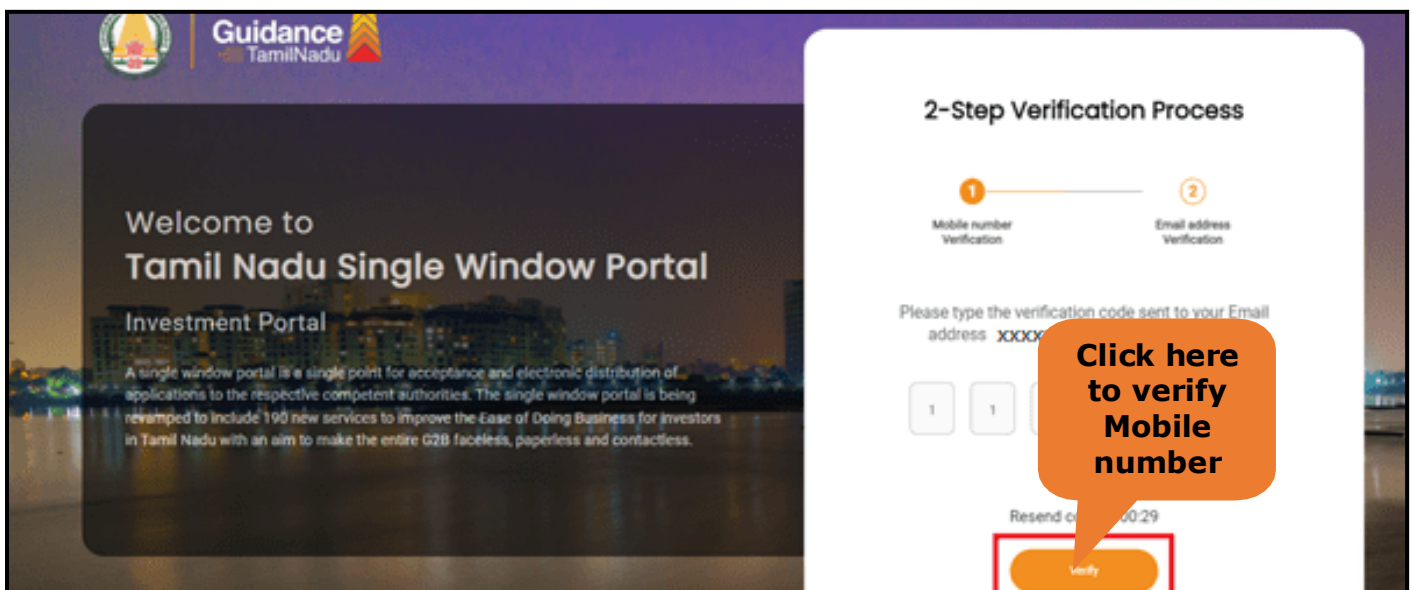 Guidance
TamilNadu
Welcome to
Tamil Nadu Single Window Portal
Investment Portal
A single window portal is a single point for acceptance and electronic distribution of
applications to the respective competent authorities. The single window portal is being
revamped to include 190 new services to improve the Ease of Doing Business for investors
in Tamil Nadu with an aim to make the entire G2B faceless, paperless and contactless.
2-Step Verification Process
1
2
Mobile number
Verification
Email address
Verification
Please type the verification code sent to your Email
address XXXX
1 1
Click here
to verify
Mobile
number
Resend 00:29
Verify